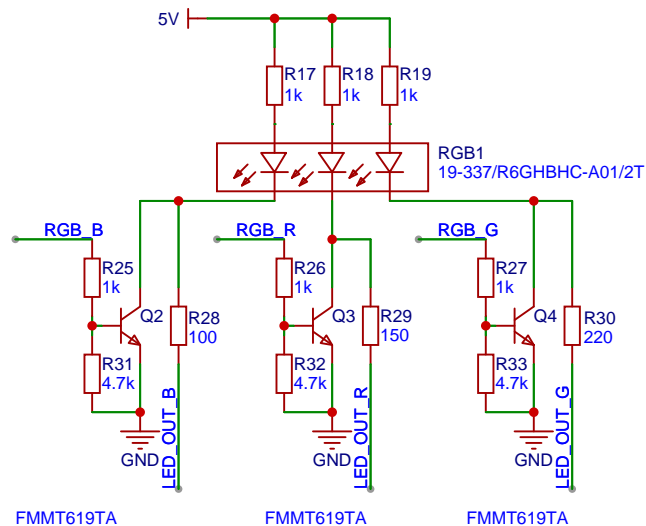 5V
R17
1k
R18
1k
R19
1k
RGB1
19-337/R6GHBHC-A01/2T
RGB_B
RGB_R
RGB_G
R25
1k
R26
1k
R27
1k
Q2
Q3
Q4
R28
100
R29
150
R30
220
R31
4.7k
R32
4.7k
R33
4.7k
GND
GND
GND
LED_OUT_B
LED_OUT_R
LED_OUT_G
FMMT619TA
FMMT619TA
FMMT619TA